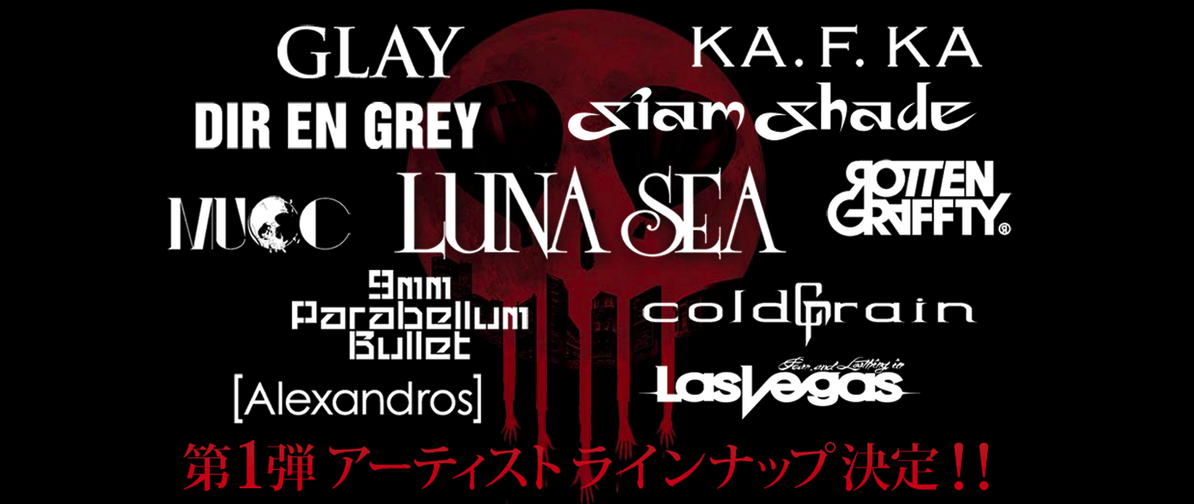 GLAY
KA.F.KA
DIR EN GREY
Siam Shade
MUCC
LUNA SEA
ROTTEN
GRAFFTY®
9mm
Parabellum
Bullet
coldrain
[Alexandros]
Fear, and Loathing in
LasVegas
第1弾 アーティストラインナップ 決定!!